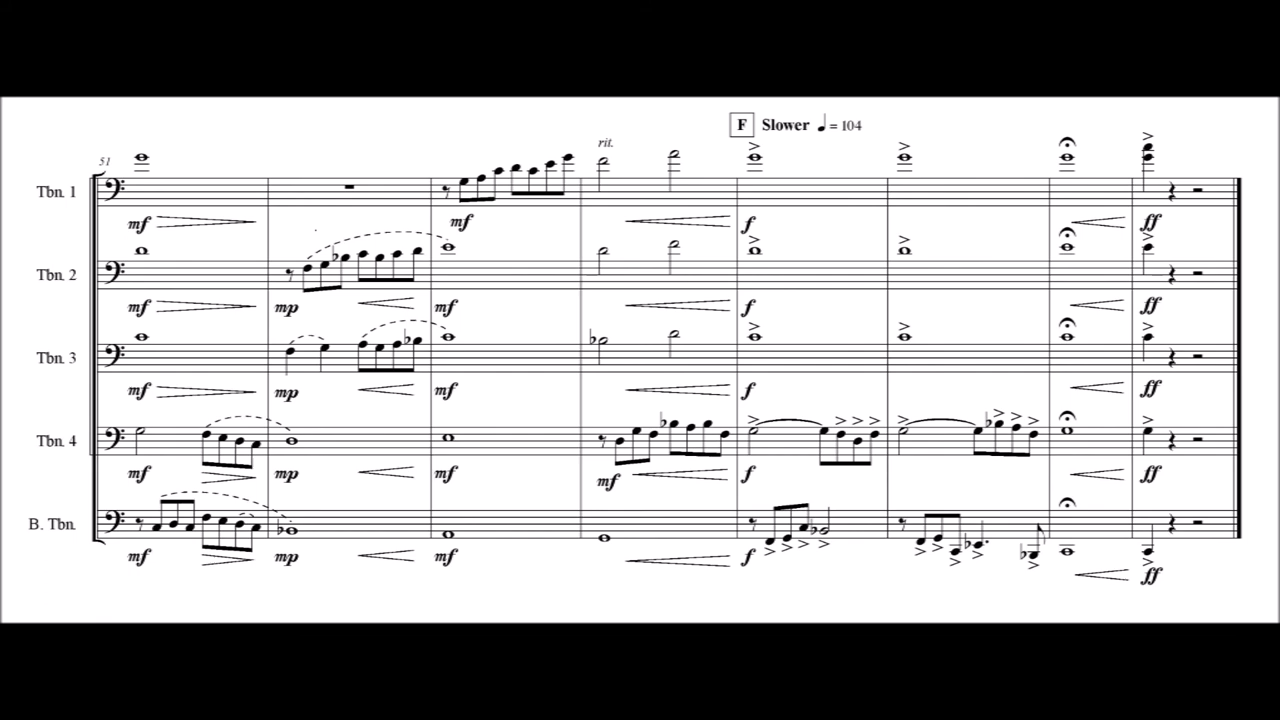 F Slower ♩ = 104
rit.
51
Tbn. 1
mf mf f ff
Tbn. 2
mf mp mf f ff
Tbn. 3
mf mp mf f ff
Tbn. 4
mf mp mf mf f ff
B. Tbn.
mf mp mf f ff